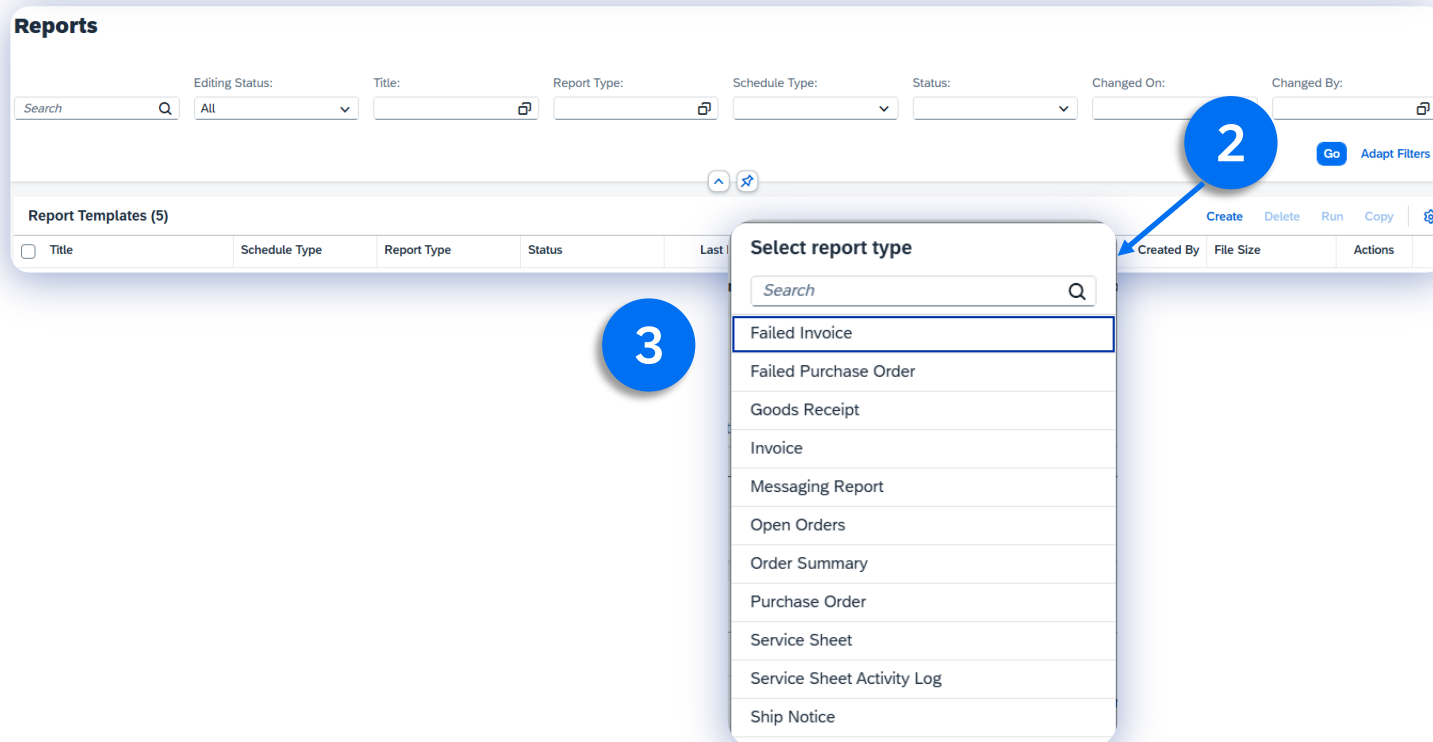 Reports
Editing Status: Title: Report Type: Schedule Type: Status: Changed On: Changed By:
Search All
2
Go Adapt Filters
Report Templates (5) Create Delete Run Copy
Title Schedule Type Report Type Status Last Created By File Size Actions
3
Select report type
Search
Failed Invoice
Failed Purchase Order
Goods Receipt
Invoice
Messaging Report
Open Orders
Order Summary
Purchase Order
Service Sheet
Service Sheet Activity Log
Ship Notice